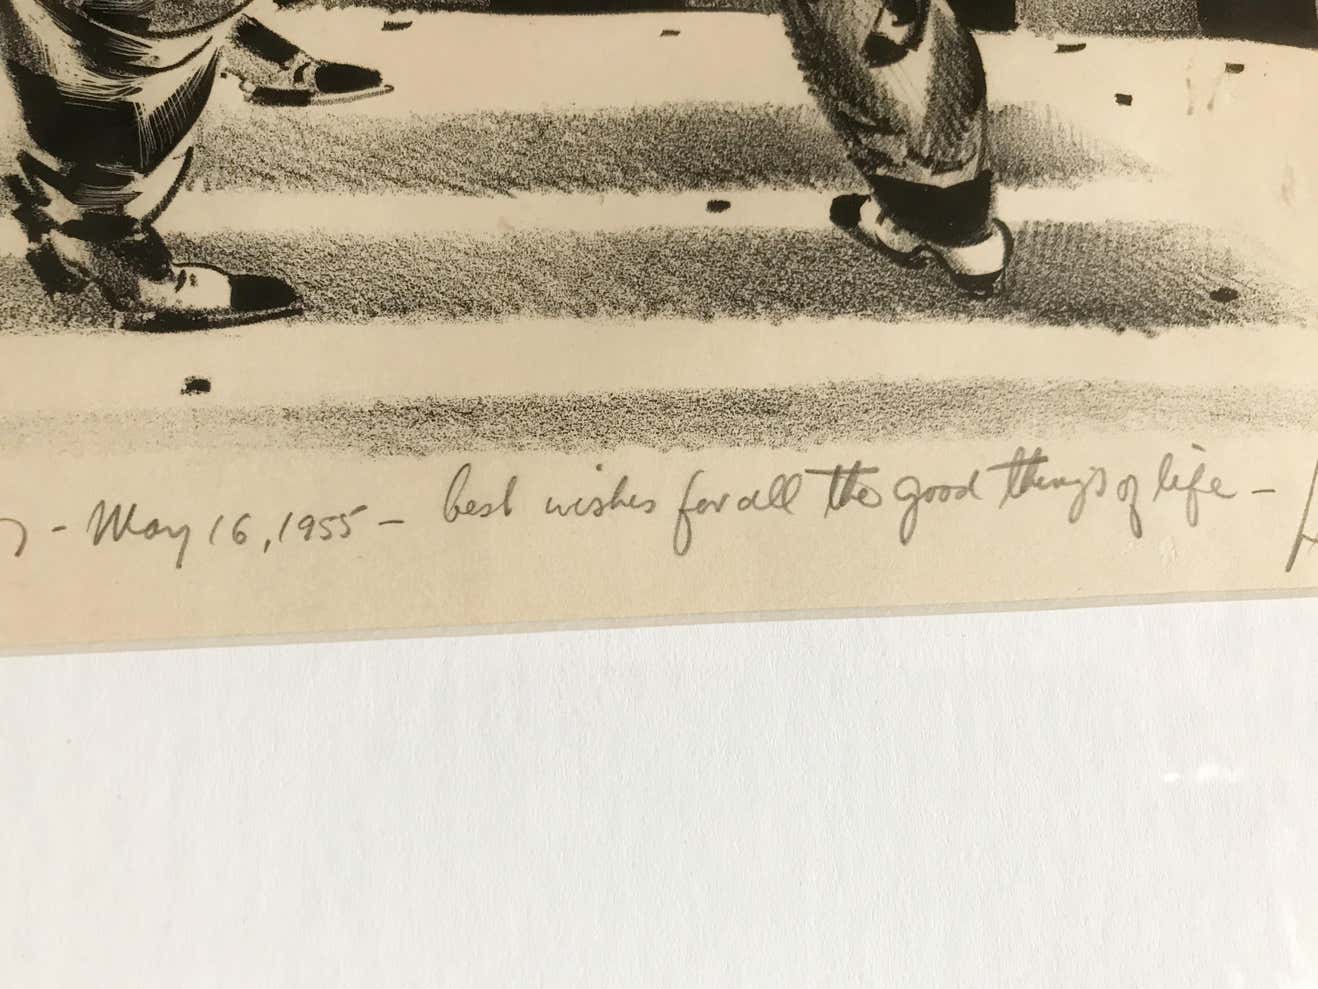 - May 16, 1955 - best wishes for all the good things of life -